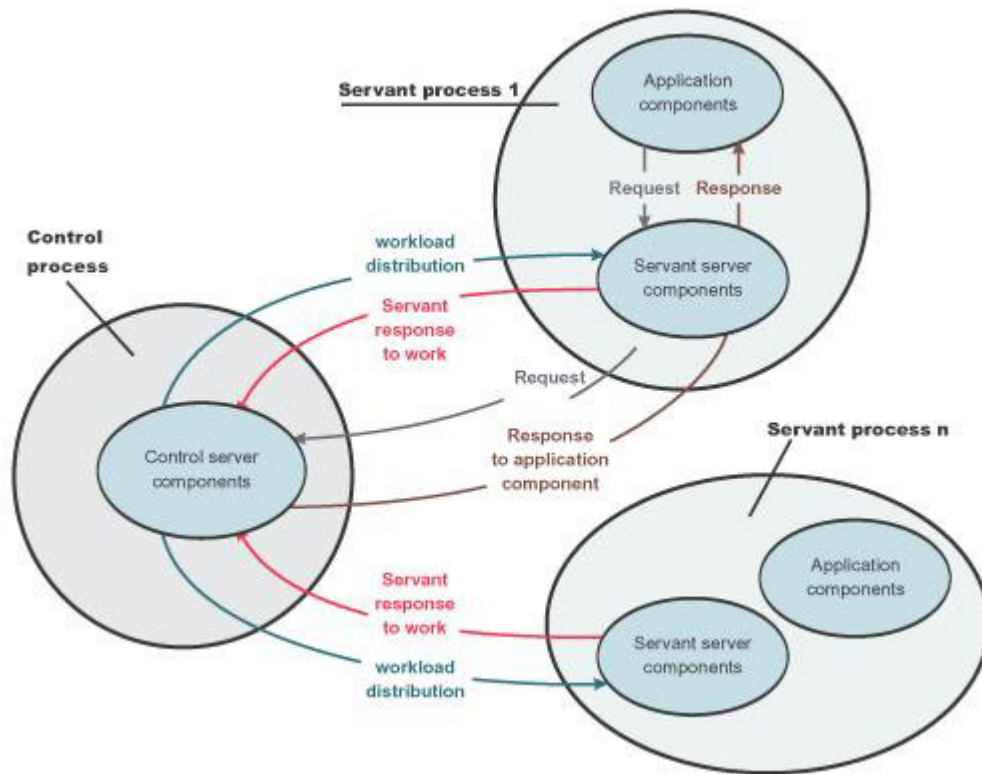 Servant process 1
Application
components
Request
Response
Servant server
components
Control
process
workload
distribution
Servant
response
to work
Request
Response
to application
component
Control server
components
Servant process n
Application
components
Servant
response
to work
Servant server
components
workload
distribution